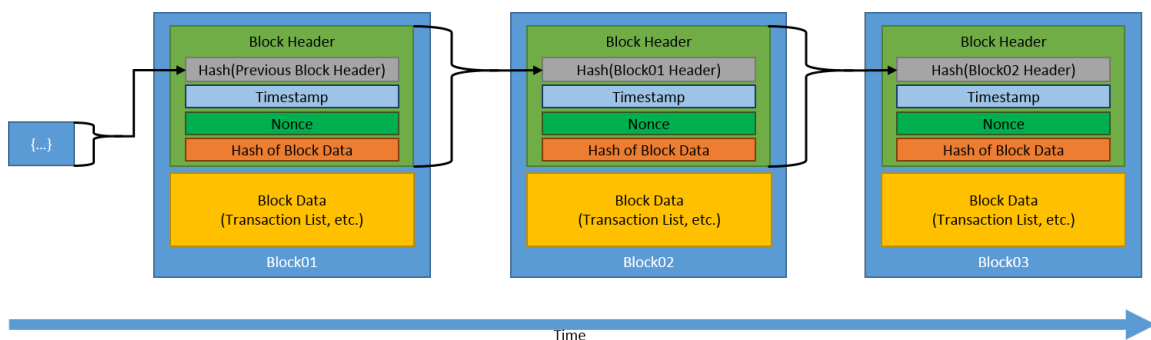 {...}
Block Header
Hash(Previous Block Header)
Timestamp
Nonce
Hash of Block Data
Block Data
(Transaction List, etc.)
Block01
Block Header
Hash(Block01 Header)
Timestamp
Nonce
Hash of Block Data
Block Data
(Transaction List, etc.)
Block02
Block Header
Hash(Block02 Header)
Timestamp
Nonce
Hash of Block Data
Block Data
(Transaction List, etc.)
Block03
Time